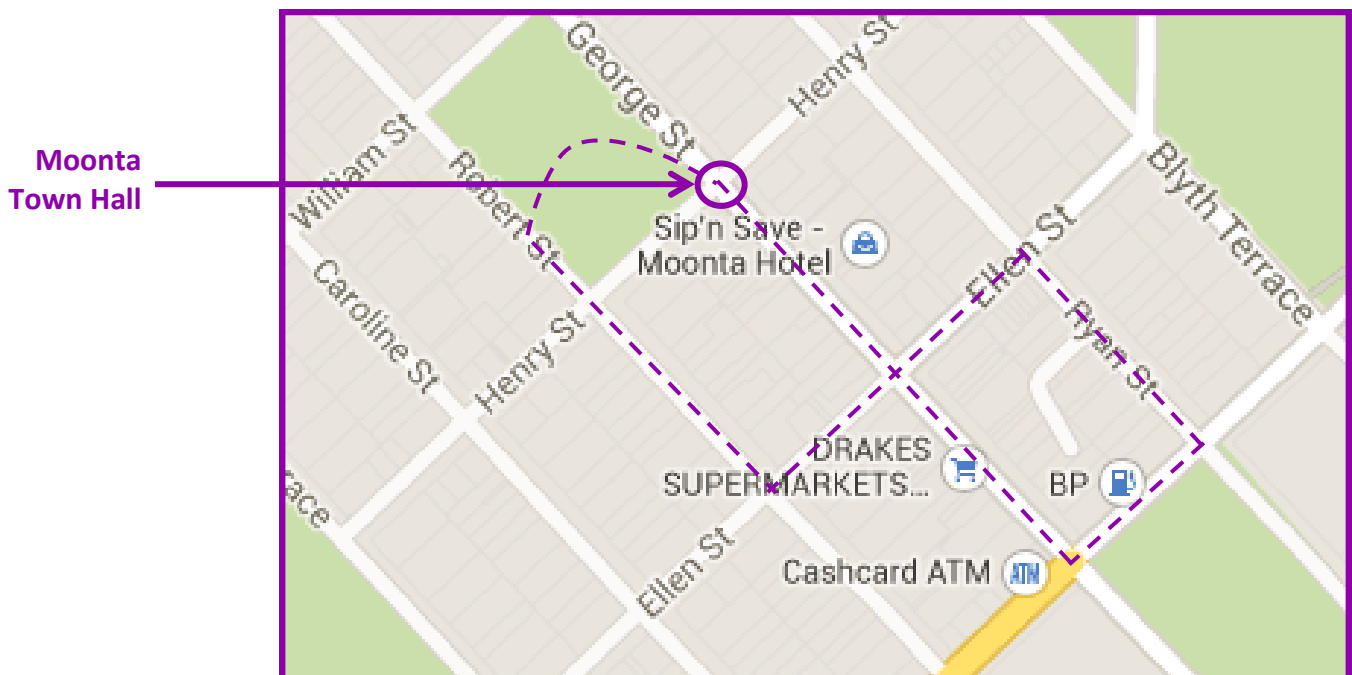 George St
Henry St
Moonta
Town Hall
William St
Robert St
Blyth Terrace
Sip'n Save -
Moonta Hotel
Ellen St
Caroline St
Henry St
Ryan St
DRAKES
SUPERMARKETS...
BP
race
Ellen St
Cashcard ATM
ATM